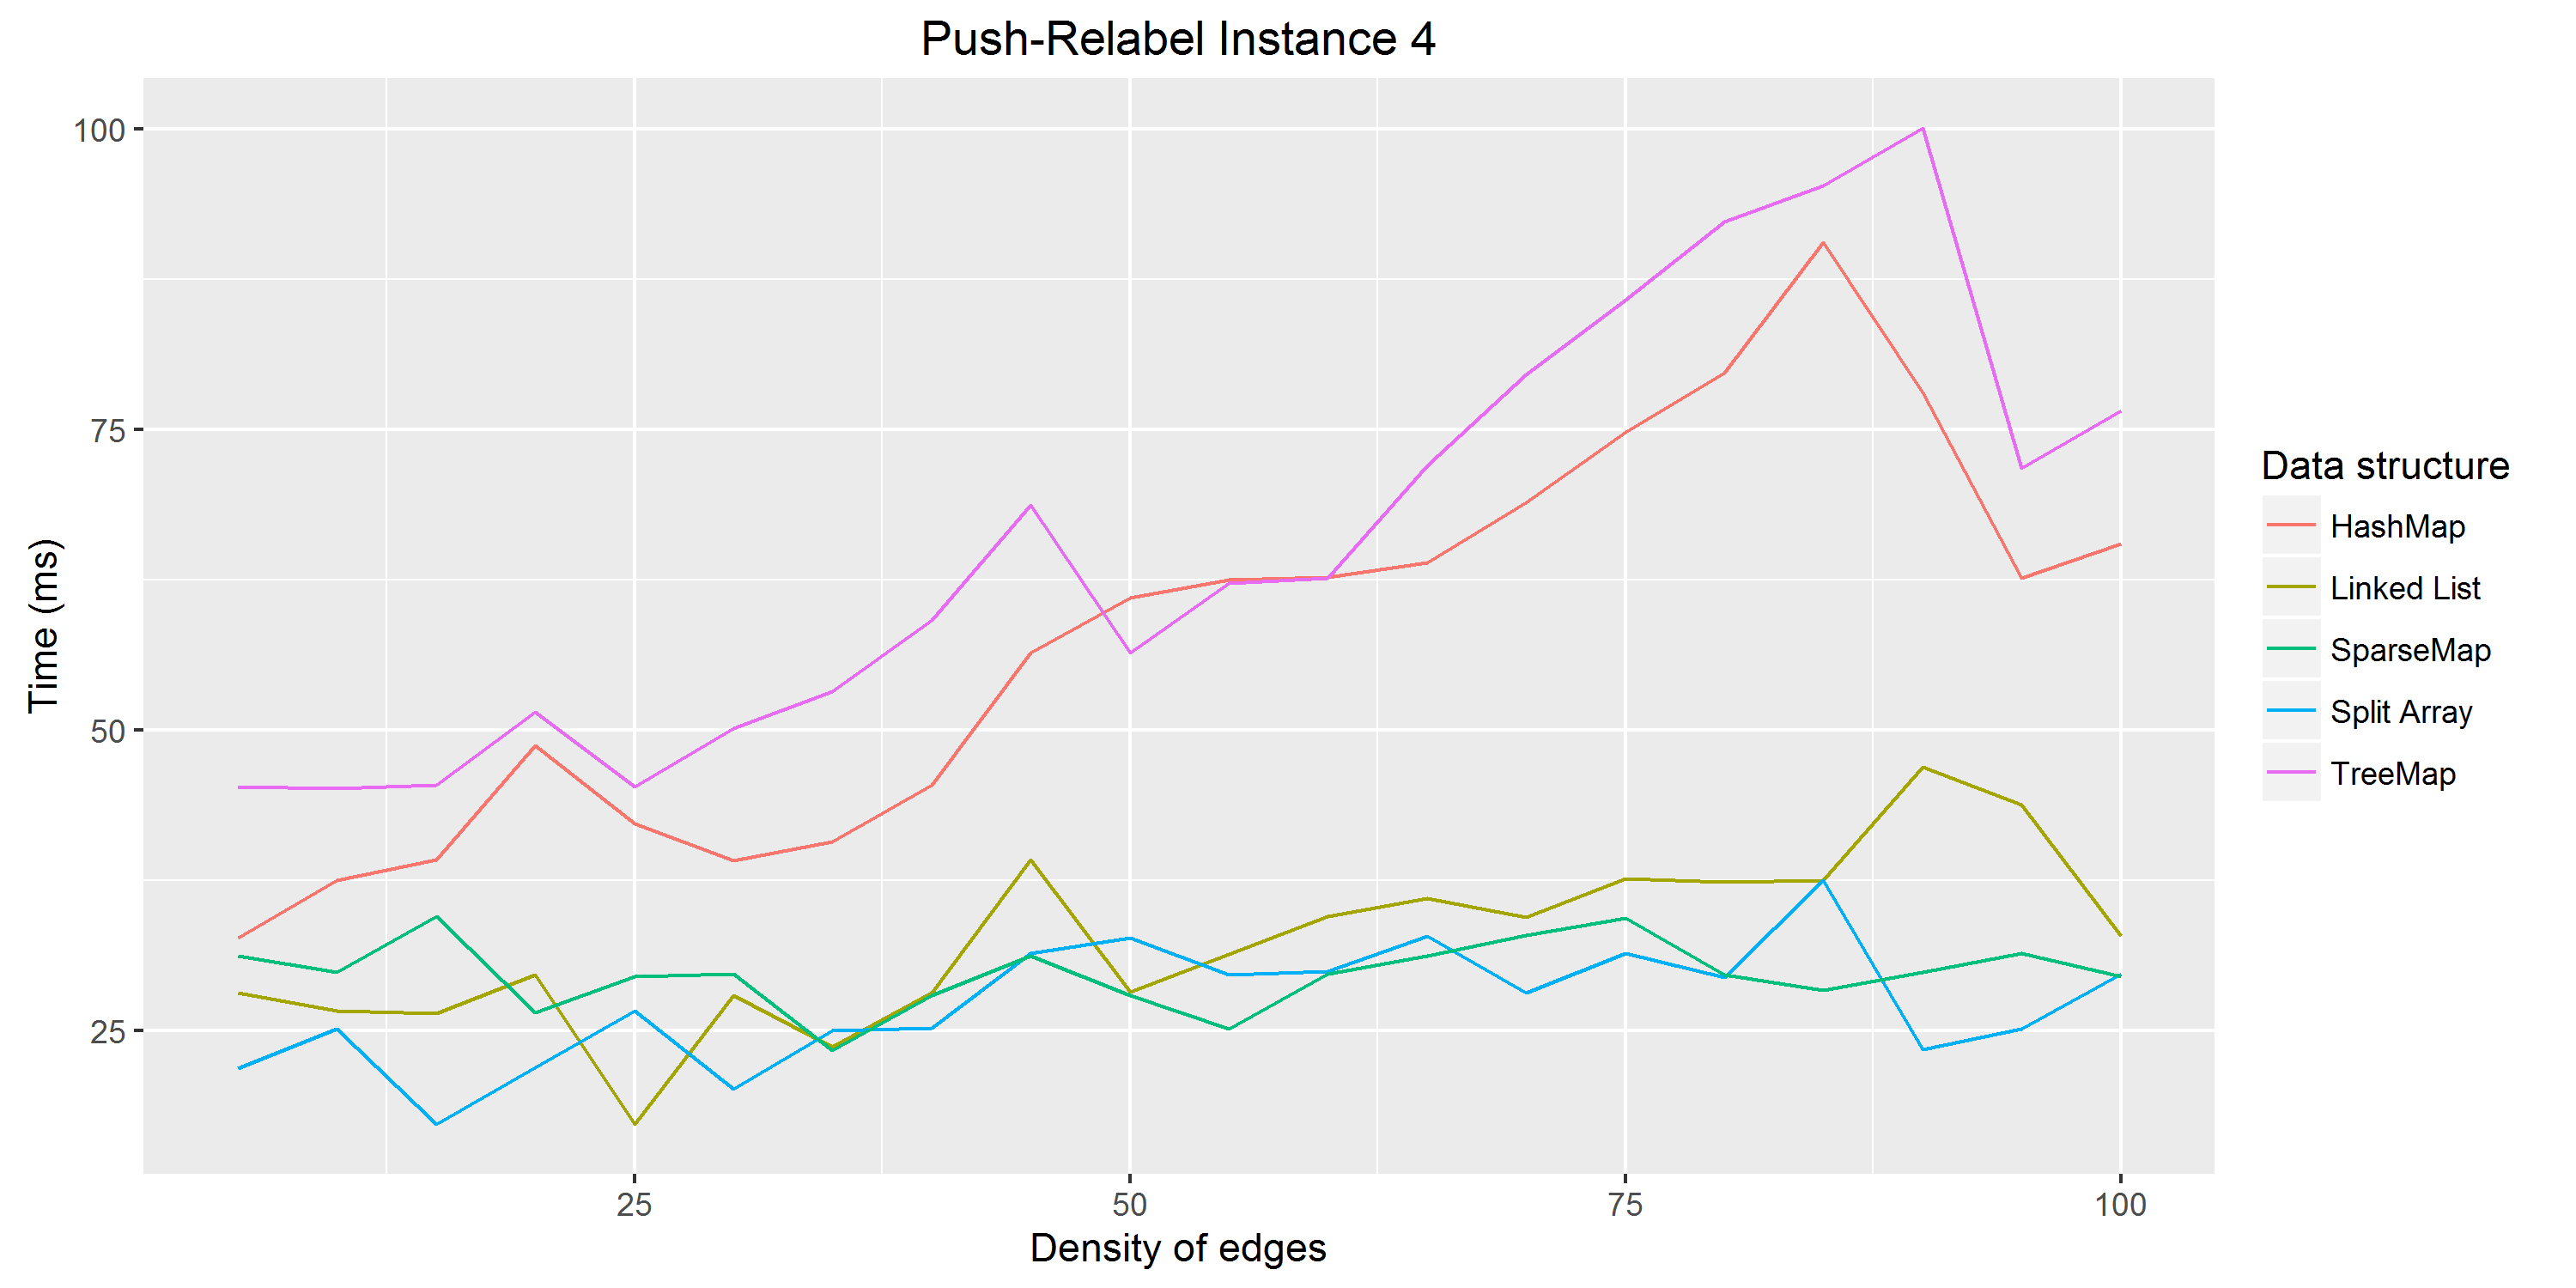 Push-Relabel Instance 4
100
75
50
25
Time (ms)
25 50 75 100
Density of edges
Data structure
HashMap
Linked List
SparseMap
Split Array
TreeMap